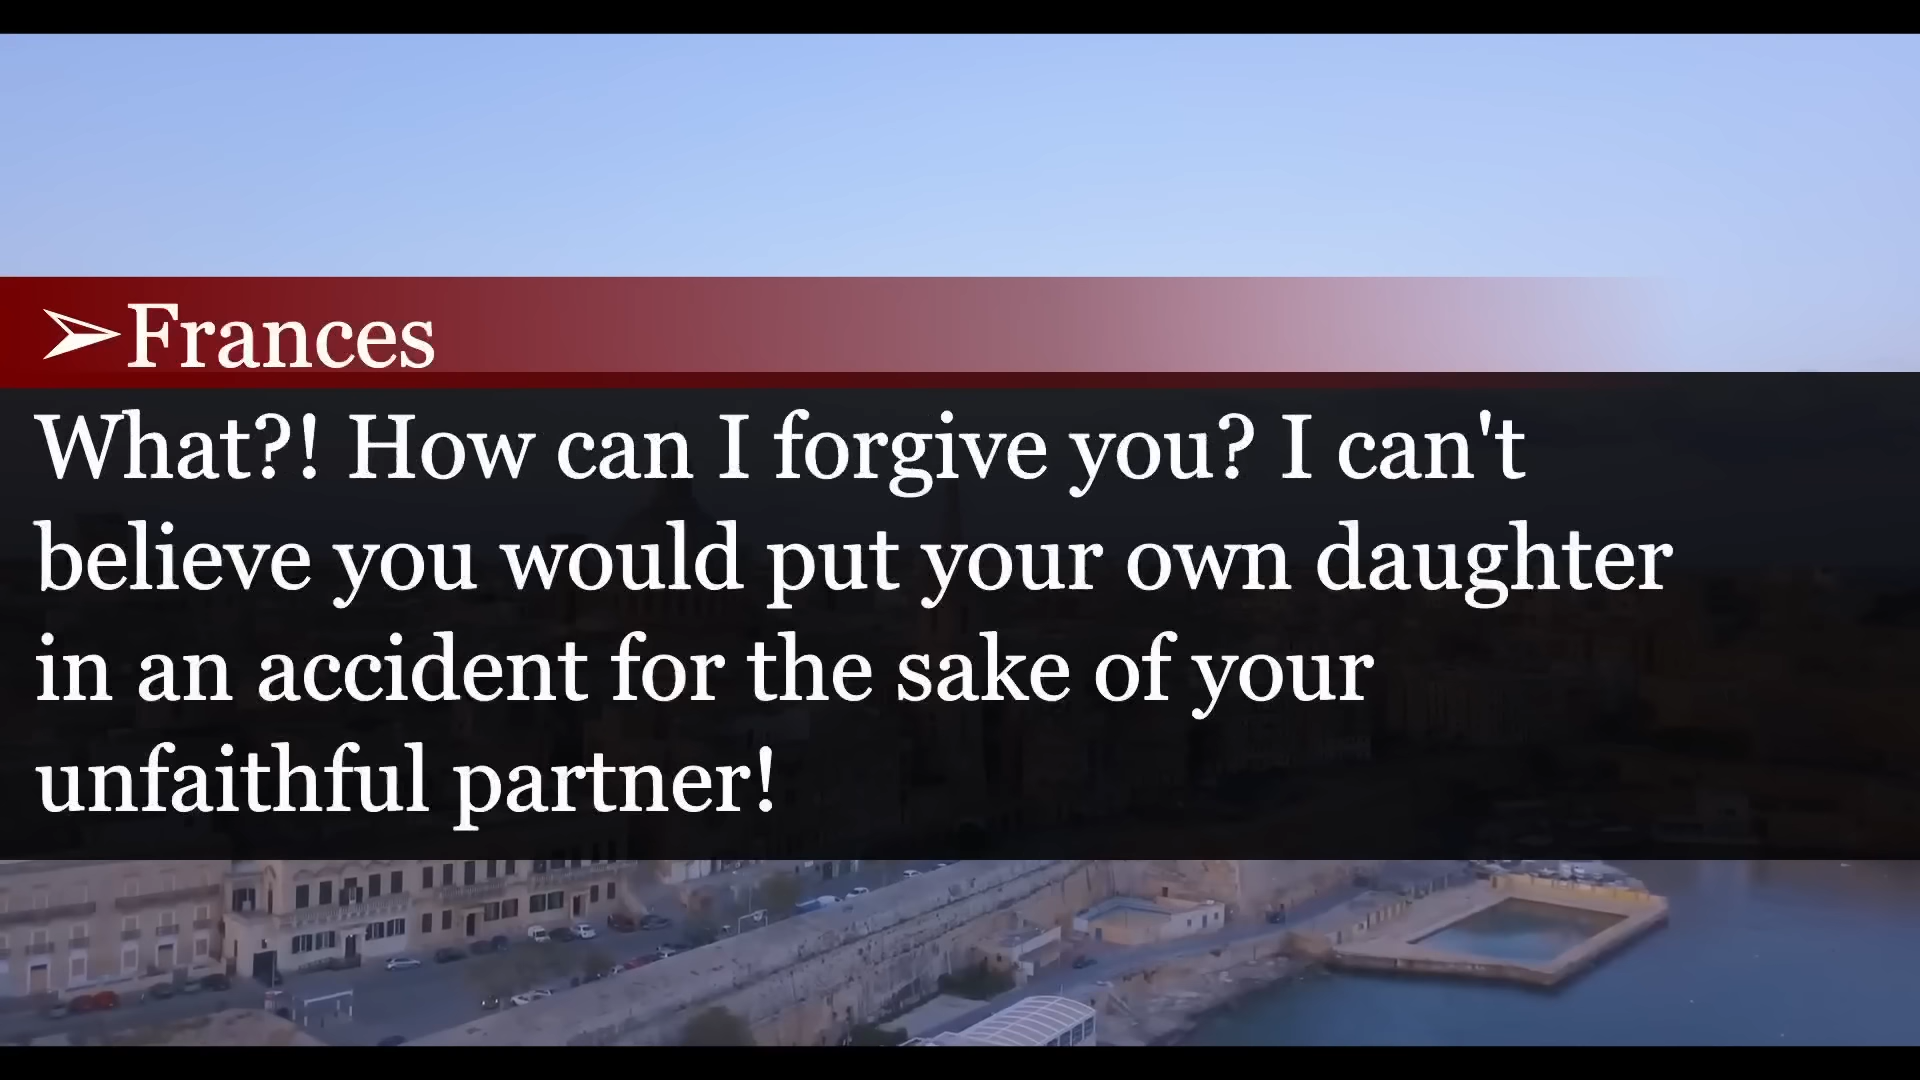 ➢Frances
What?! How can I forgive you? I can't
believe you would put your own daughter
in an accident for the sake of your
unfaithful partner!